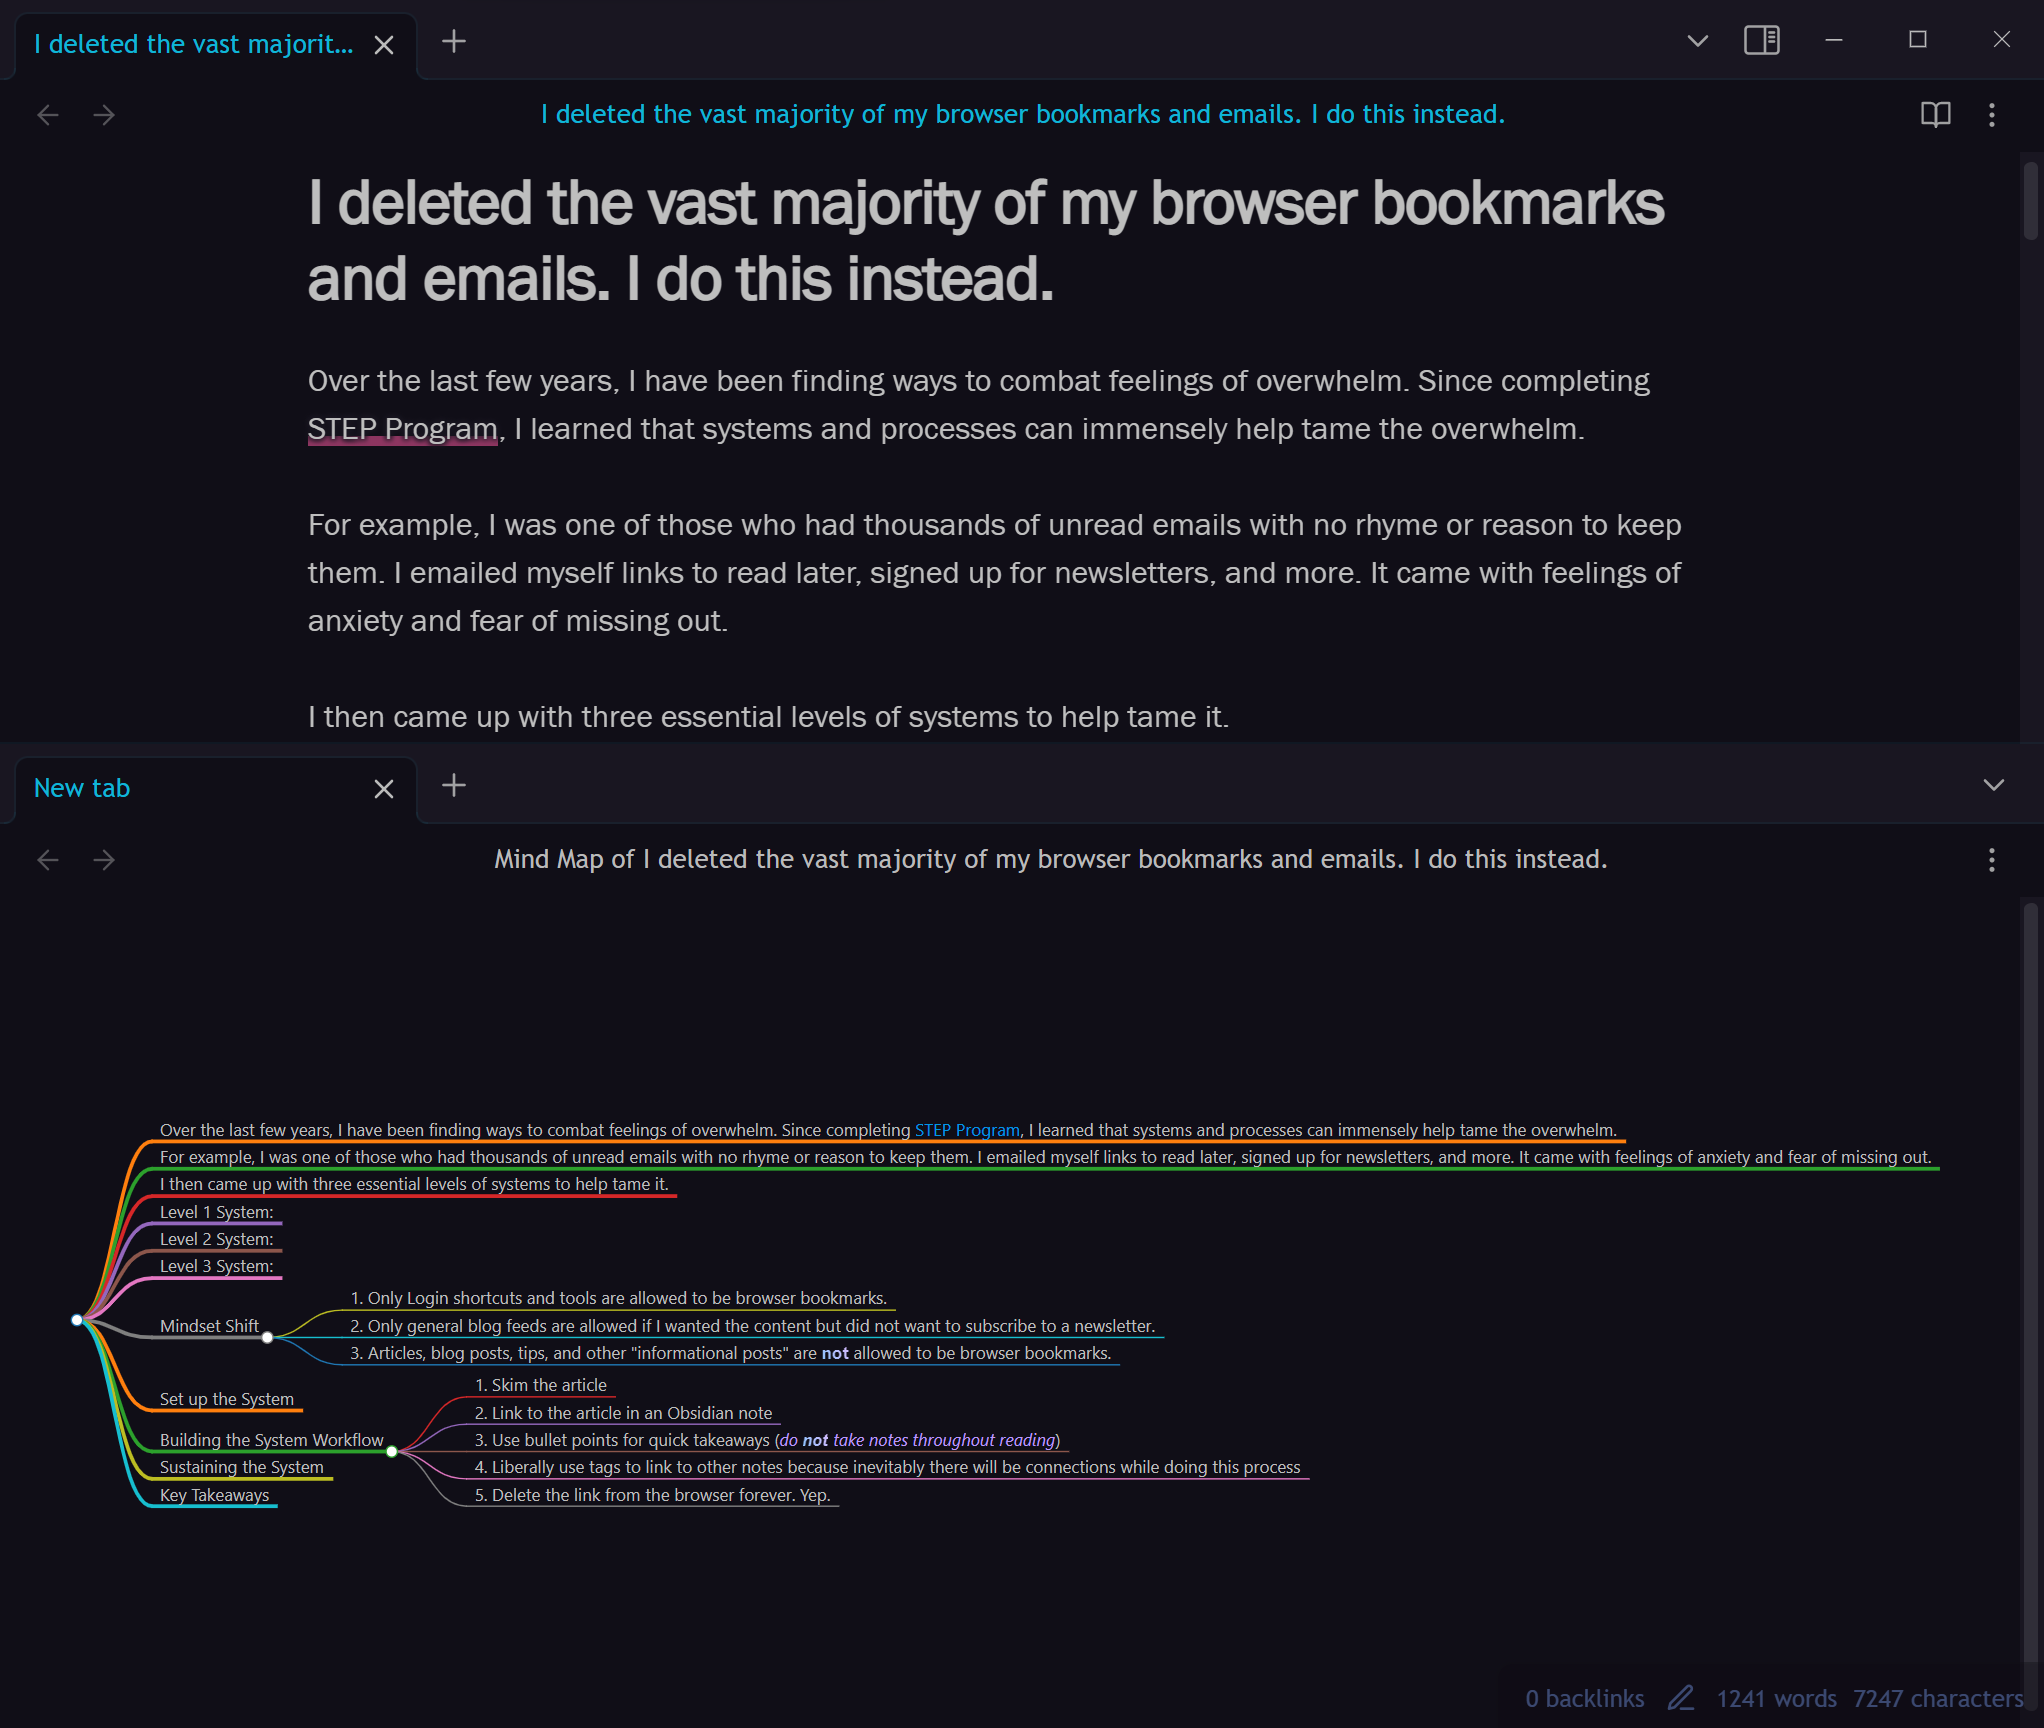 I deleted the vast majorit...
I deleted the vast majority of my browser bookmarks and emails. I do this instead.
I deleted the vast majority of my browser bookmarks
and emails. I do this instead.
Over the last few years, I have been finding ways to combat feelings of overwhelm. Since completing
STEP Program, I learned that systems and processes can immensely help tame the overwhelm.
For example, I was one of those who had thousands of unread emails with no rhyme or reason to keep
them. I emailed myself links to read later, signed up for newsletters, and more. It came with feelings of
anxiety and fear of missing out.
I then came up with three essential levels of systems to help tame it.
New tab
Mind Map of I deleted the vast majority of my browser bookmarks and emails. I do this instead.
Over the last few years, I have been finding ways to combat feelings of overwhelm. Since completing STEP Program, I learned that systems and processes can immensely help tame the overwhelm.
For example, I was one of those who had thousands of unread emails with no rhyme or reason to keep them. I emailed myself links to read later, signed up for newsletters, and more. It came with feelings of anxiety and fear of missing out.
I then came up with three essential levels of systems to help tame it.
Level 1 System:
Level 2 System:
Level 3 System:
Mindset Shift
1. Only Login shortcuts and tools are allowed to be browser bookmarks.
2. Only general blog feeds are allowed if I wanted the content but did not want to subscribe to a newsletter.
3. Articles, blog posts, tips, and other "informational posts" are not allowed to be browser bookmarks.
Set up the System
Building the System Workflow
1. Skim the article
2. Link to the article in an Obsidian note
3. Use bullet points for quick takeaways (do not take notes throughout reading)
4. Liberally use tags to link to other notes because inevitably there will be connections while doing this process
5. Delete the link from the browser forever. Yep.
Sustaining the System
Key Takeaways
0 backlinks 1241 words 7247 characters